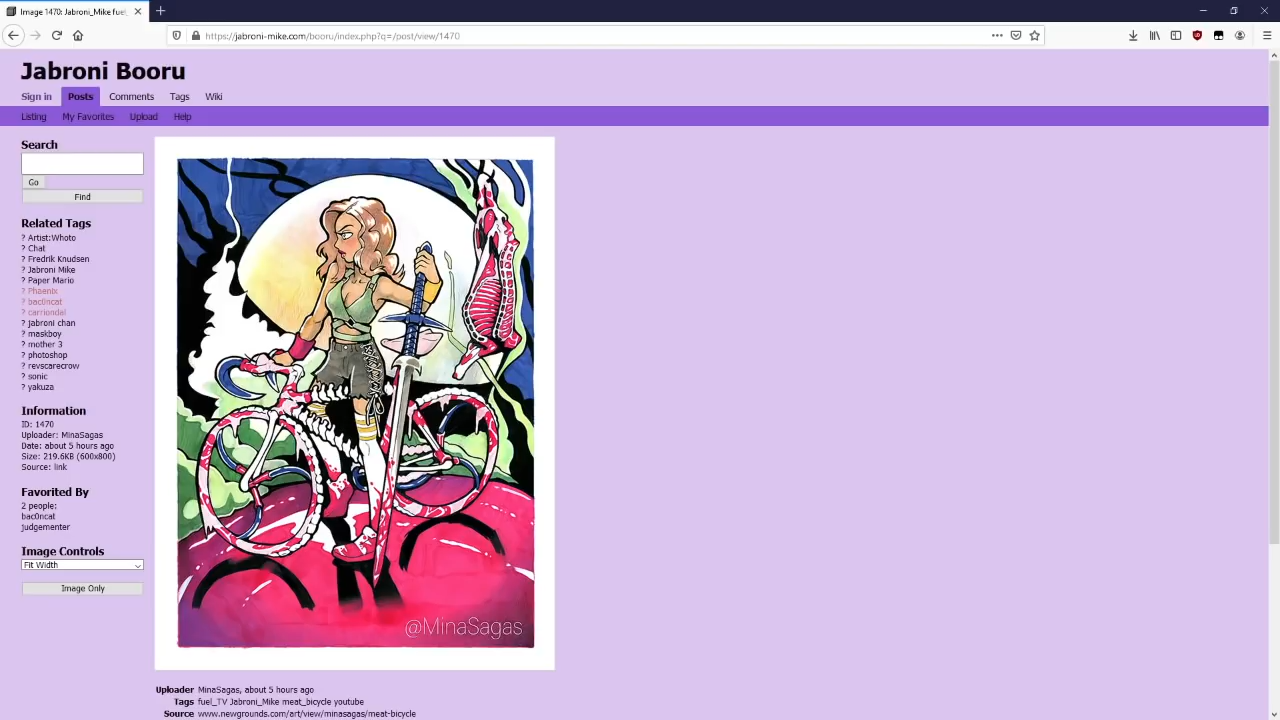 Image 1470: Jabroni_Mike fuel_
https://jabroni-mike.com/booru/index.php?q=/post/view/1470
Jabroni Booru
Sign in Posts Comments Tags Wiki
Listing My Favorites Upload Help
Search
Go
Find
Related Tags
? Artist:Whoto
? Chat
? Fredrik Knudsen
? Jabroni Mike
? Paper Mario
? Phaenix
? bac0ncat
? carriondal
? jabroni chan
? maskboy
? mother 3
? photoshop
? revscarecrow
? sonic
? yakuza
Information
ID: 1470
Uploader: MinaSagas
Date: about 5 hours ago
Size: 219.6KB (600x800)
Source: link
Favorited By
2 people:
bac0ncat
judgementer
Image Controls
Fit Width
Image Only
@MinaSagas
Uploader MinaSagas, about 5 hours ago
Tags fuel_TV Jabroni_Mike meat_bicycle youtube
Source www.newgrounds.com/art/view/minasagas/meat-bicycle